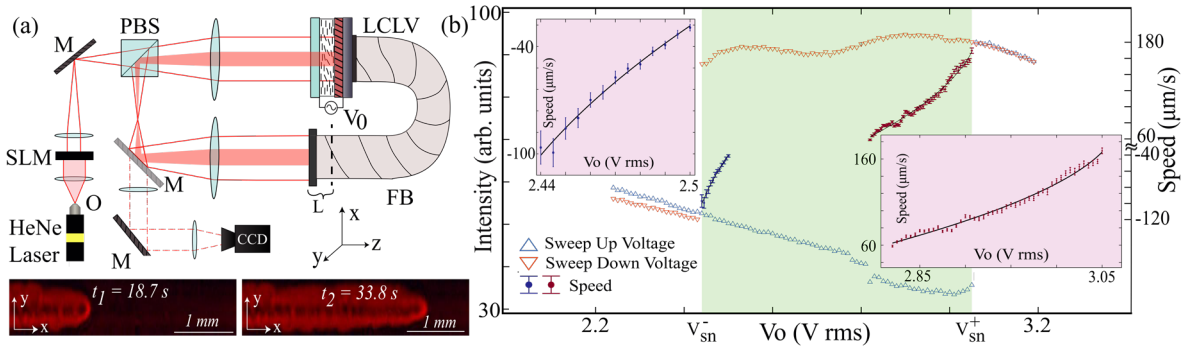 (a)
M
PBS
LCLV
V0
SLM
M
FB
O
L
HeNe
Laser
M
CCD
x
y
z
y
t1 = 18.7 s
x
1 mm
y
t2 = 33.8 s
x
1 mm
(b)
100
Intensity (arb. units)
30
-40
Speed (μm/s)
-100
Vo (V rms)
2.44
2.5
Sweep Up Voltage
Sweep Down Voltage
Speed
160
Speed (μm/s)
60
Vo (V rms)
2.85
3.05
180
60
≈
-40
-120
Speed (μm/s)
2.2
V-sn
Vo (V rms)
V+sn
3.2